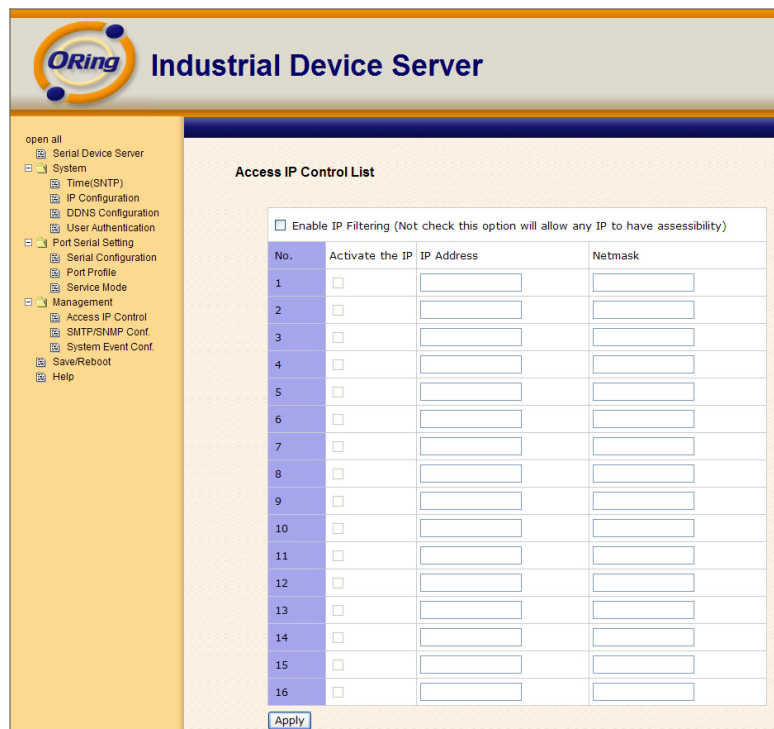 ORing
Industrial Device Server
open all
Serial Device Server
System
Time(SNTP)
IP Configuration
DDNS Configuration
User Authentication
Port Serial Setting
Serial Configuration
Port Profile
Service Mode
Management
Access IP Control
SMTP/SNMP Conf.
System Event Conf.
Save/Reboot
Help
Access IP Control List
Enable IP Filtering (Not check this option will allow any IP to have assessibility)
No. Activate the IP IP Address Netmask
1
2
3
4
5
6
7
8
9
10
11
12
13
14
15
16
Apply